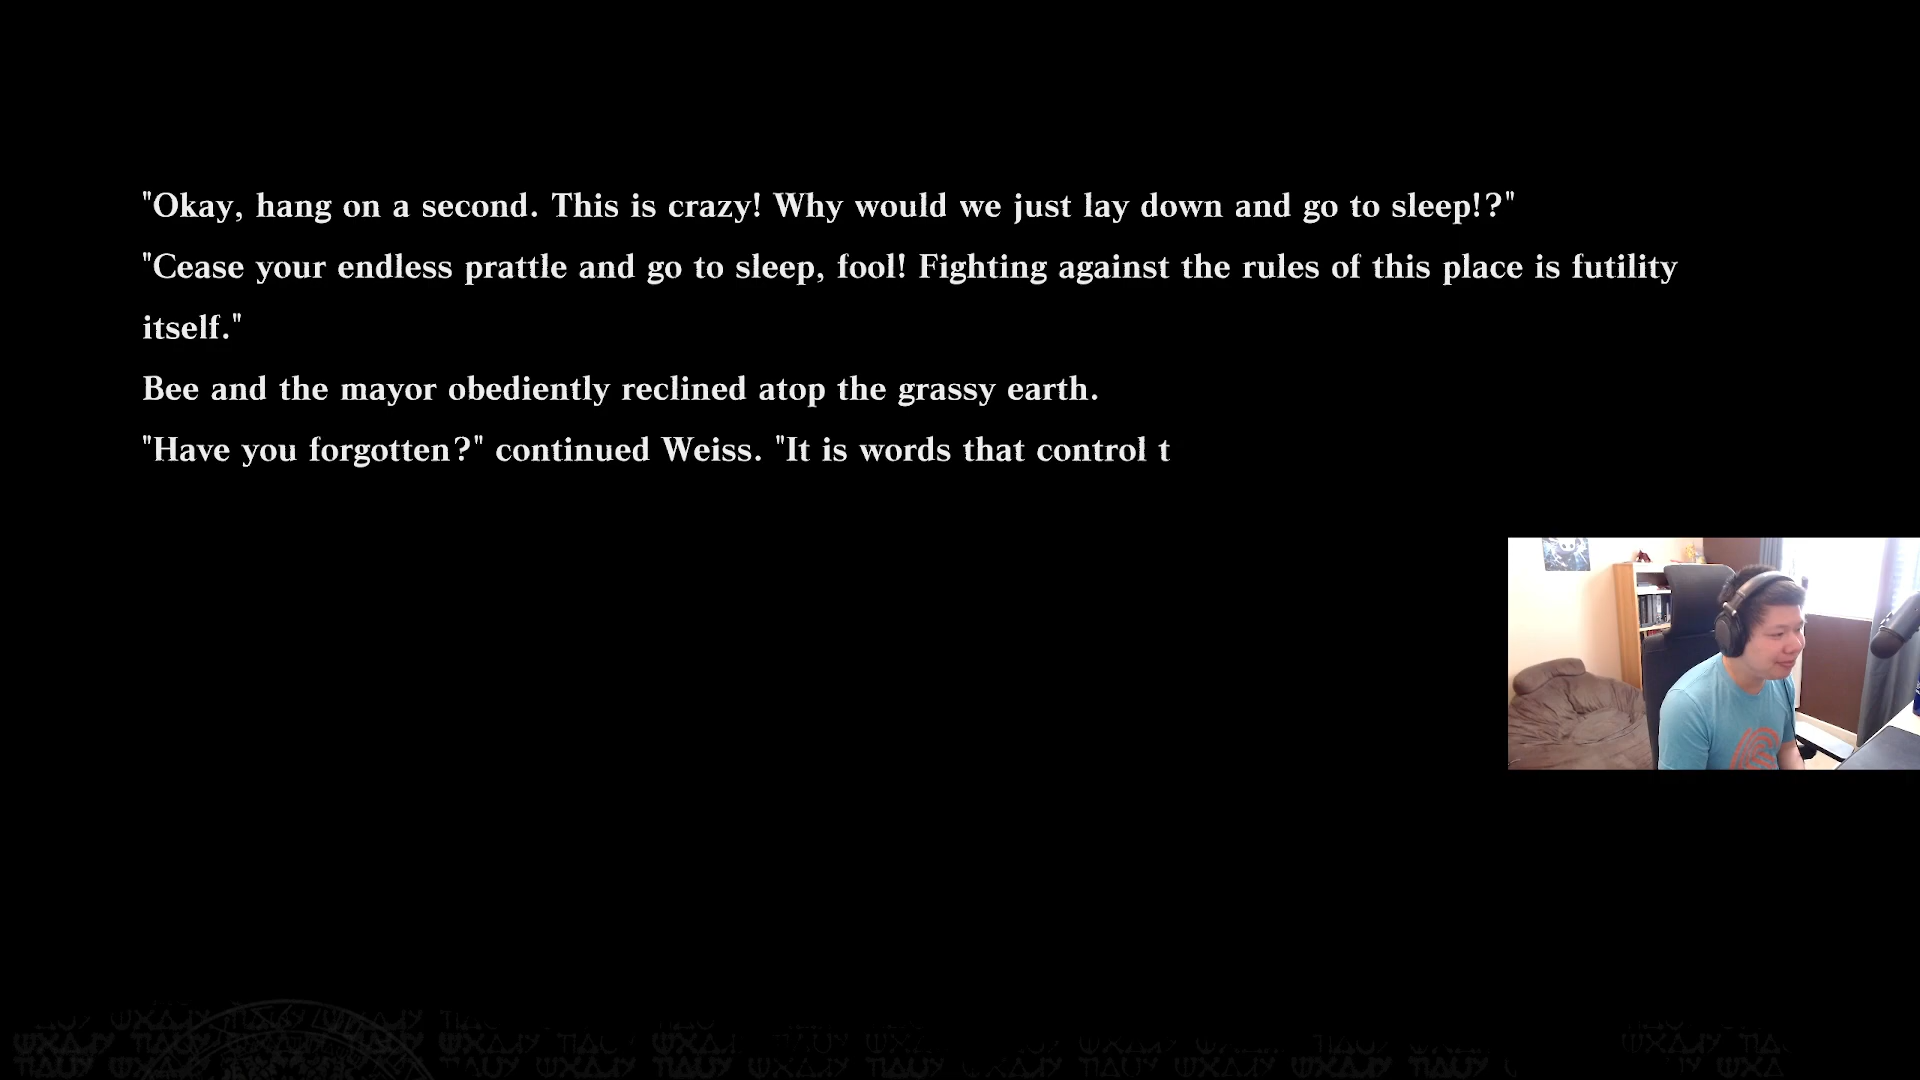 "Okay, hang on a second. This is crazy! Why would we just lay down and go to sleep!?"
"Cease your endless prattle and go to sleep, fool! Fighting against the rules of this place is futility
itself."
Bee and the mayor obediently reclined atop the grassy earth.
"Have you forgotten?" continued Weiss. "It is words that control t